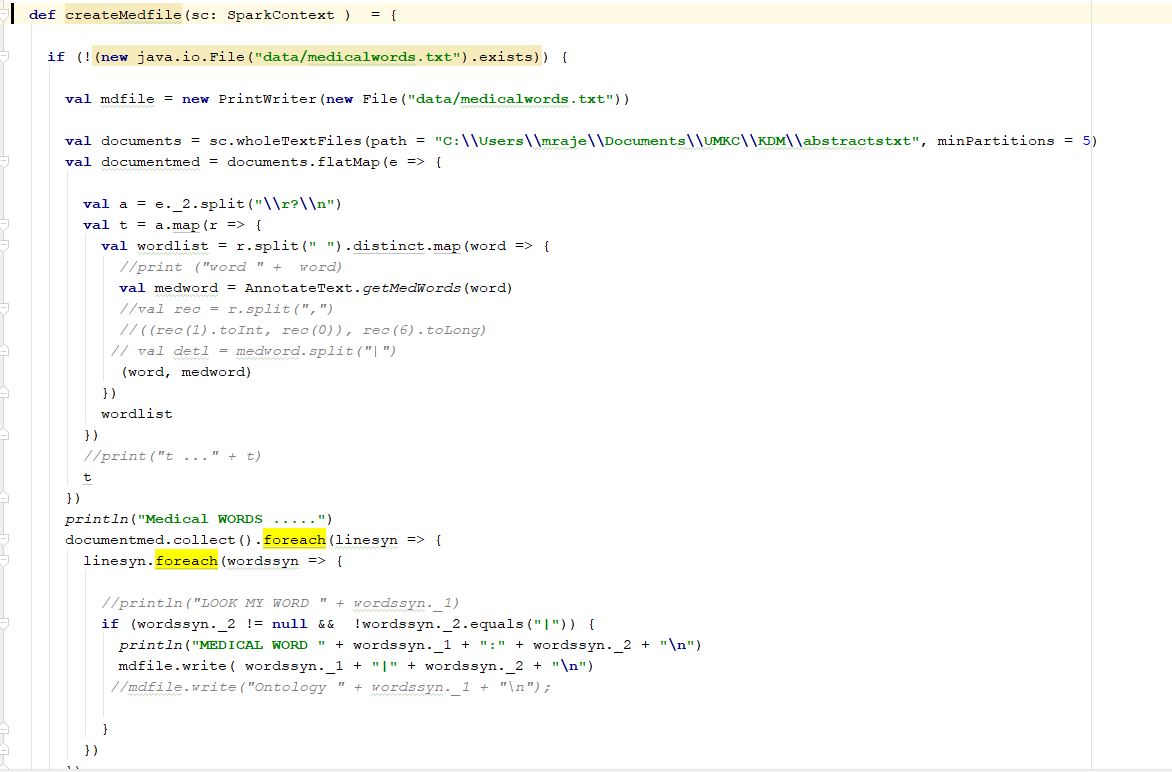 def createMedfile(sc: SparkContext )  = {
if (!(new java.io.File("data/medicalwords.txt").exists)) {
val mdfile = new PrintWriter(new File("data/medicalwords.txt"))
val documents = sc.wholeTextFiles(path = "C:\\Users\\mraje\\Documents\\UMKC\\KDM\\abstractstxt", minPartitions = 5)
val documentmed = documents.flatMap(e => {
val a = e._2.split("\\r?\\n")
val t = a.map(r => {
val wordlist = r.split(" ").distinct.map(word => {
//print ("word " +  word)
val medword = AnnotateText.getMedWords(word)
//val rec = r.split(",")
//((rec(1).toInt, rec(0)), rec(6).toLong)
// val detl = medword.split("|")
(word, medword)
})
wordlist
})
//print("t ..." + t)
t
})
println("Medical WORDS .....")
documentmed.collect().foreach(linesyn => {
linesyn.foreach(wordssyn => {
//println("LOOK MY WORD " + wordssyn._1)
if (wordssyn._2 != null &&  !wordssyn._2.equals("|")) {
println("MEDICAL WORD " + wordssyn._1 + ":" + wordssyn._2 + "\n")
mdfile.write( wordssyn._1 + "|" + wordssyn._2 + "\n")
//mdfile.write("Ontology " + wordssyn._1 + "\n");
}
})